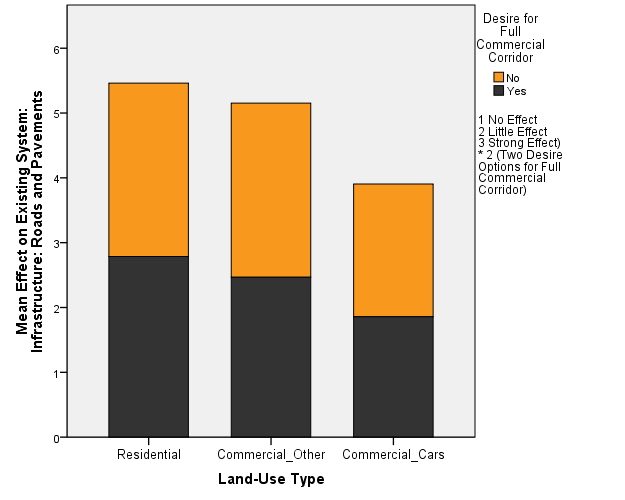 Mean Effect on Existing System:
Infrastructure: Roads and Pavements
6
5
4
3
2
1
0
Residential
Commercial_Other
Commercial_Cars
Land-Use Type
Desire for
Full
Commercial
Corridor
No
Yes
1 No Effect
2 Little Effect
3 Strong Effect)
* 2 (Two Desire
Options for Full
Commercial
Corridor)